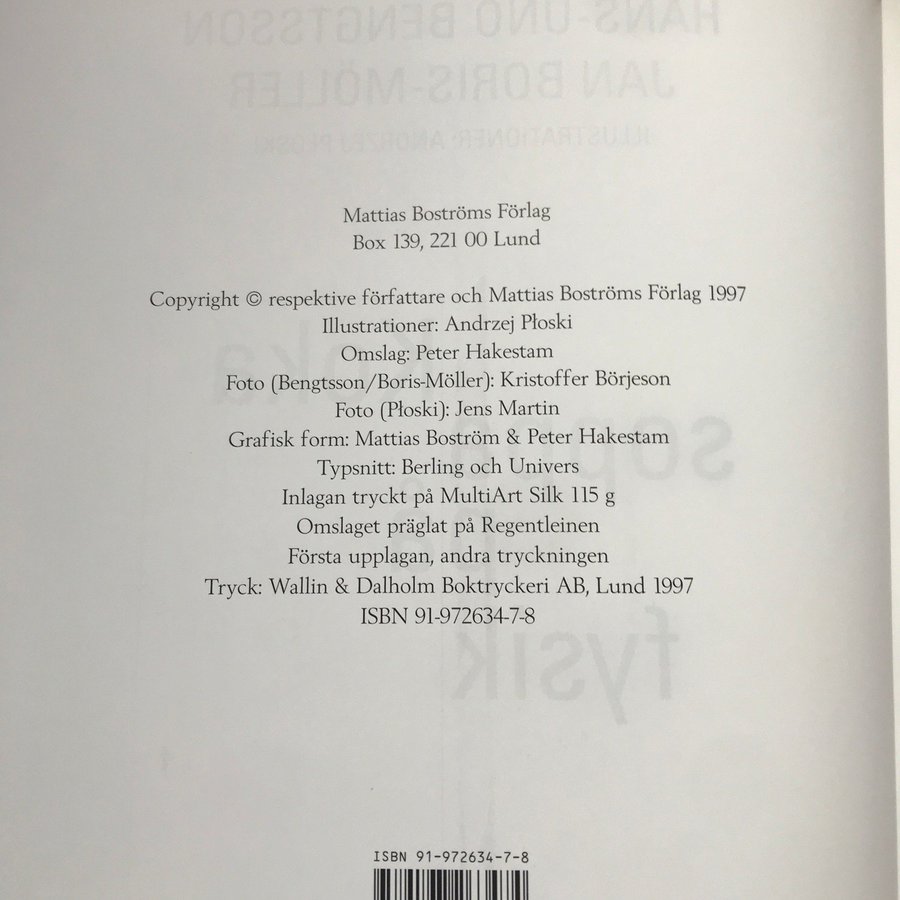 HANS-UNO BENGTSSON
JAN BORIS-MÖLLER
ILLUSTRATIONER: ANDRZEJ PŁOSKI
Mattias Boströms Förlag
Box 139, 221 00 Lund
Copyright © respektive författare och Mattias Boströms Förlag 1997
Illustrationer: Andrzej Płoski
Omslag: Peter Hakestam
Foto (Bengtsson/Boris-Möller): Kristoffer Börjeson
Foto (Płoski): Jens Martin
Grafisk form: Mattias Boström & Peter Hakestam
Typsnitt: Berling och Univers
Inlagan tryckt på MultiArt Silk 115 g
Omslaget präglat på Regentleinen
Första upplagan, andra tryckningen
Tryck: Wallin & Dalholm Boktryckeri AB, Lund 1997
ISBN 91-972634-7-8
fysik
ISBN 91-972634-7-8